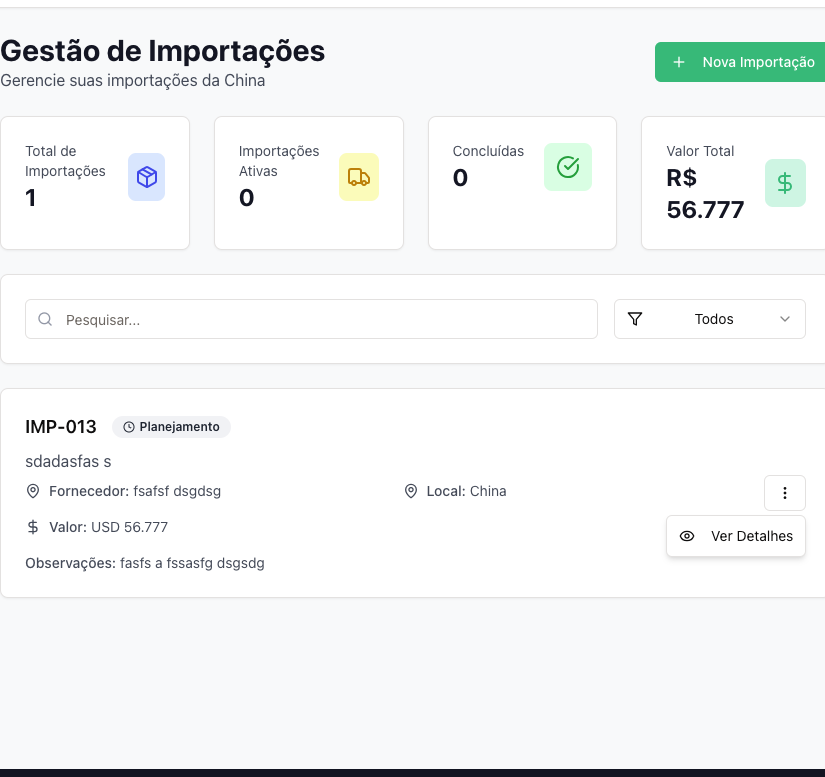 Gestão de Importações
Gerencie suas importações da China
Nova Importação
Total de
Importações
1
Importações
Ativas
0
Concluídas
0
Valor Total
R$
56.777
Pesquisar...
Todos
IMP-013
Planejamento
sdadasfas s
Fornecedor: fsafsf dsgdsg
Local: China
Valor: USD 56.777
Ver Detalhes
Observações: fasfs a fssasfg dsgsdg